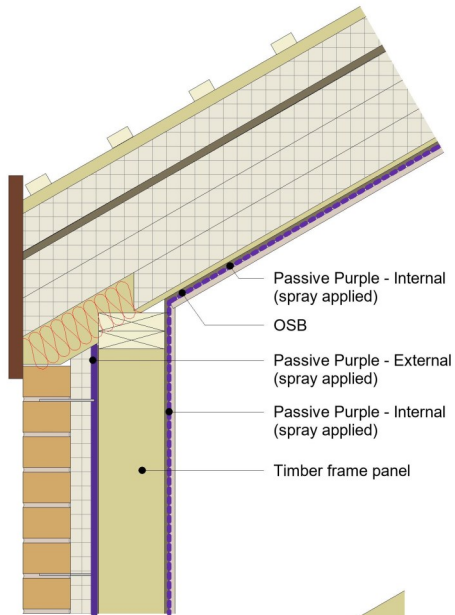 Passive Purple - Internal
(spray applied)
OSB
Passive Purple - External
(spray applied)
Passive Purple - Internal
(spray applied)
Timber frame panel